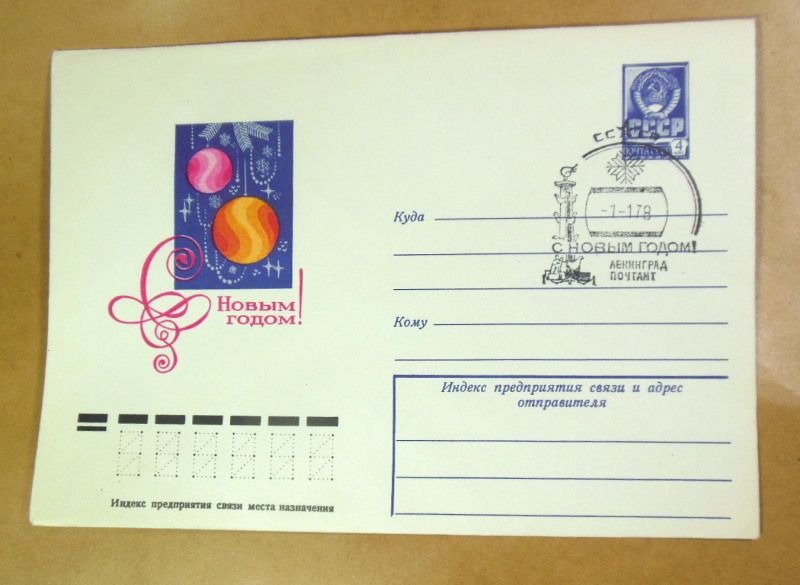 СССР
ПОЧТА
4
СССР
-1-178
С НОВЫМ ГОДОМ!
ЛЕНИНГРАД
ПОЧТАМТ
С Новым
годом!
Куда
Кому
Индекс предприятия связи и адрес
отправителя
Индекс предприятия связи места назначения